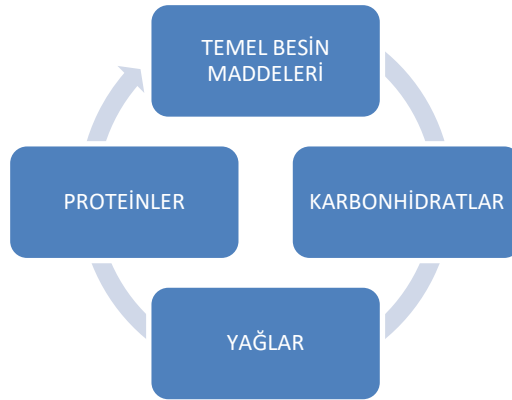 TEMEL BESİN
MADDELERİ
PROTEİNLER
KARBONHİDRATLAR
YAĞLAR